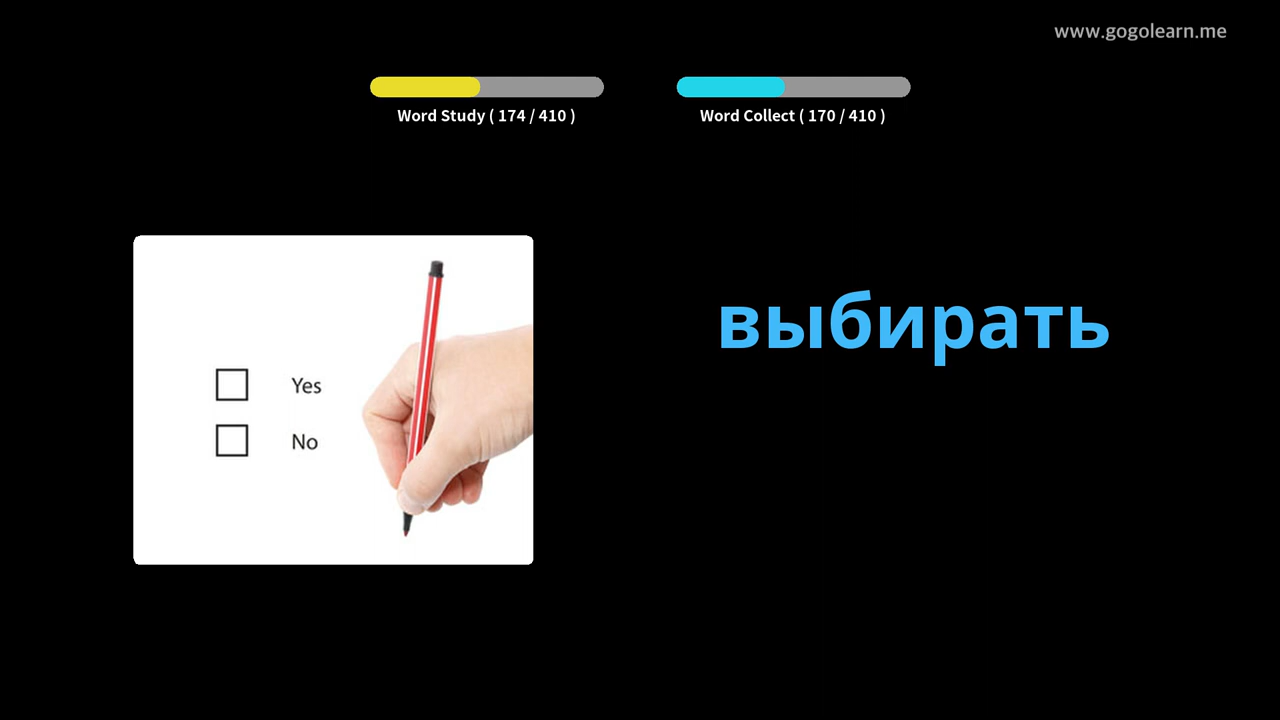 www.gogolearn.me
Word Study ( 174 / 410 )
Word Collect ( 170 / 410 )
выбирать
Yes
No